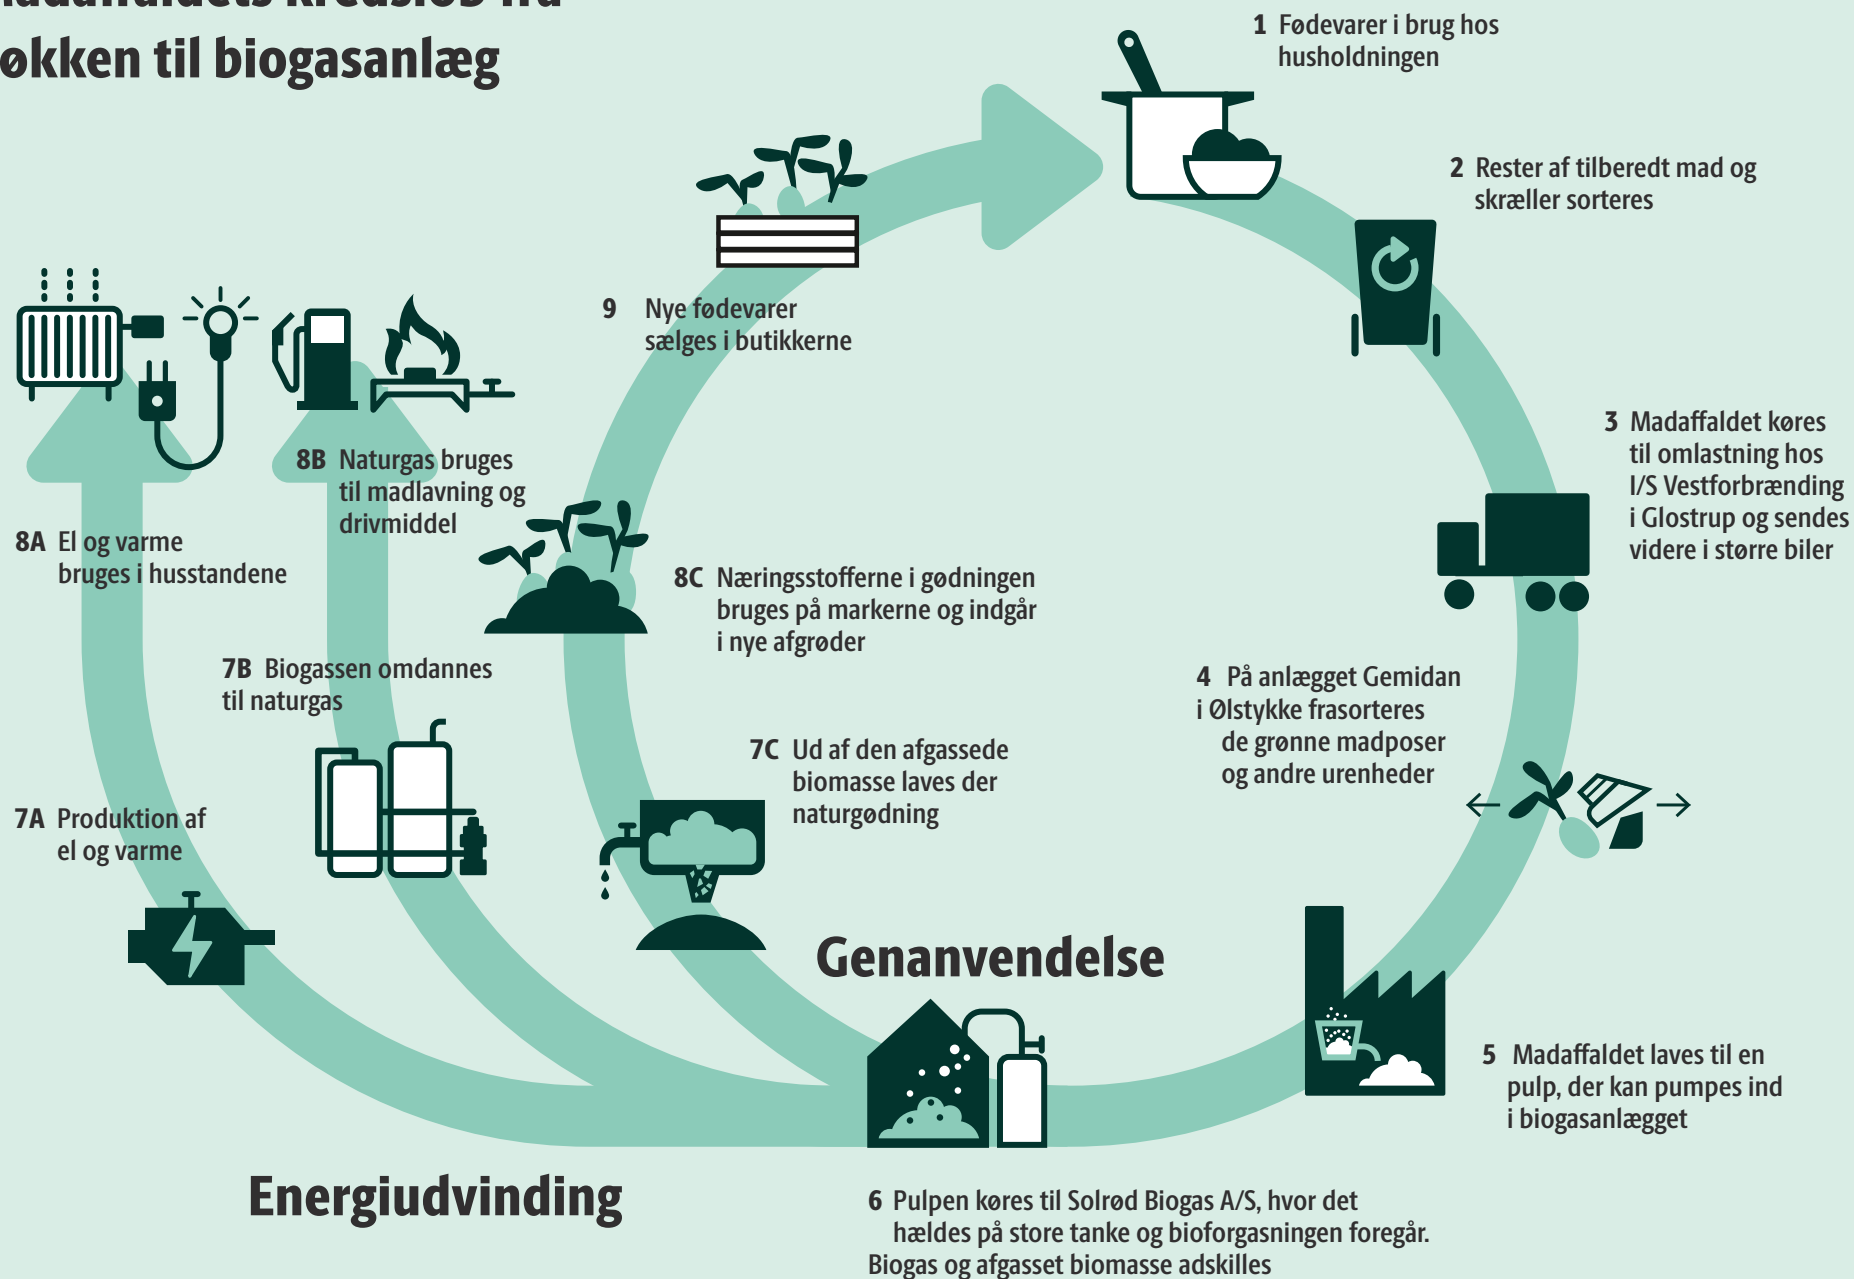 økken til biogasanlæg
1 Fødevarer i brug hos
husholdningen
2 Rester af tilberedt mad og
skræller sorteres
3 Madaffaldet køres
til omlastning hos
I/S Vestforbrænding
i Glostrup og sendes
videre i større biler
4 På anlægget Gemidan
i Ølstykke frasorteres
de grønne madposer
og andre urenheder
5 Madaffaldet laves til en
pulp, der kan pumpes ind
i biogasanlægget
6 Pulpen køres til Solrød Biogas A/S, hvor det
hældes på store tanke og bioforgasningen foregår.
Biogas og afgasset biomasse adskilles
Energiudvinding
Genanvendelse
7A Produktion af
el og varme
8A El og varme
bruges i husstandene
7B Biogassen omdannes
til naturgas
8B Naturgas bruges
til madlavning og
drivmiddel
7C Ud af den afgassede
biomasse laves der
naturgødning
8C Næringsstofferne i gødningen
bruges på markerne og indgår
i nye afgrøder
9 Nye fødevarer
sælges i butikkerne